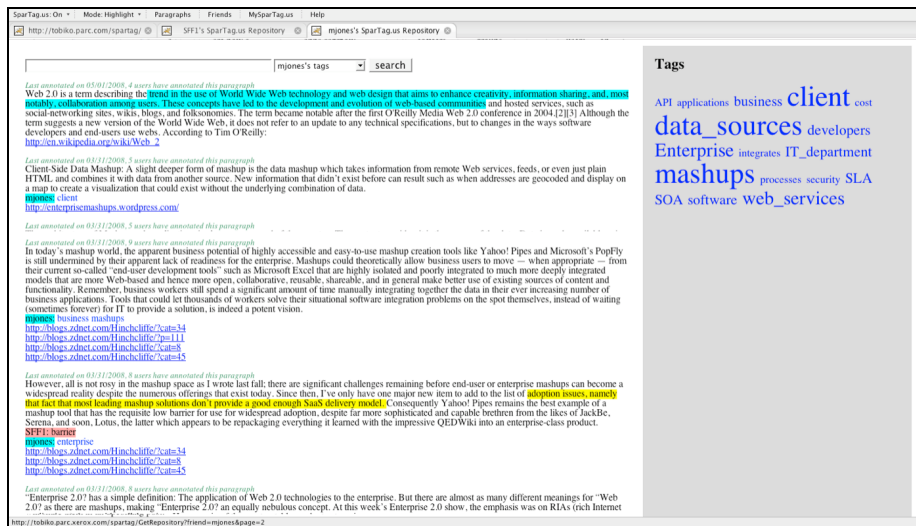 SparTag.us: On Mode: Highlight Paragraphs Friends MySparTag.us Help
http://tobiko.parc.com/spartag/ SFF1's SparTag.us Repository mjones's SparTag.us Repository
mjones's tags search
Last annotated on 05/01/2008, 4 users have annotated this paragraph
Web 2.0 is a term describing the trend in the use of World Wide Web technology and web design that aims to enhance creativity, information sharing, and, most
notably, collaboration among users. These concepts have led to the development and evolution of web-based communities and hosted services, such as
social-networking sites, wikis, blogs, and folksonomies. The term became notable after the first O'Reilly Media Web 2.0 conference in 2004.[2][3] Although the
term suggests a new version of the World Wide Web, it does not refer to an update to any technical specifications, but to changes in the ways software
developers and end-users use webs. According to Tim O'Reilly:
http://en.wikipedia.org/wiki/Web_2
Last annotated on 03/31/2008, 5 users have annotated this paragraph
Client-Side Data Mashup: A slight deeper form of mashup is the data mashup which takes information from remote Web services, feeds, or even just plain
HTML and combines it with data from another source. New information that didn't exist before can result such as when addresses are geocoded and display on
a map to create a visualization that could exist without the underlying combination of data.
mjones: client
http://enterprisemashups.wordpress.com/
Last annotated on 03/31/2008, 5 users have annotated this paragraph
Last annotated on 03/31/2008, 9 users have annotated this paragraph
In today's mashup world, the apparent business potential of highly accessible and easy-to-use mashup creation tools like Yahoo! Pipes and Microsoft's PopFly
is still undermined by their apparent lack of readiness for the enterprise. Mashups could theoretically allow business users to move — when appropriate — from
their current so-called "end-user development tools" such as Microsoft Excel that are highly isolated and poorly integrated to much more deeply integrated
models that are more Web-based and hence more open, collaborative, reusable, shareable, and in general make better use of existing sources of content and
functionality. Remember, business workers still spend a significant amount of time manually integrating together the data in their ever increasing number of
business applications. Tools that could let thousands of workers solve their situational software integration problems on the spot themselves, instead of waiting
(sometimes forever) for IT to provide a solution, is indeed a potent vision.
mjones: business mashups
http://blogs.zdnet.com/Hinchcliffe/?cat=34
http://blogs.zdnet.com/Hinchcliffe/?p=111
http://blogs.zdnet.com/Hinchcliffe/?cat=8
http://blogs.zdnet.com/Hinchcliffe/?cat=45
Last annotated on 03/31/2008, 8 users have annotated this paragraph
However, all is not rosy in the mashup space as I wrote last fall; there are significant challenges remaining before end-user or enterprise mashups can become a
widespread reality despite the numerous offerings that exist today. Since then, I've only have one major new item to add to the list of adoption issues, namely
that fact that most leading mashup solutions don't provide a good enough SaaS delivery model. Consequently Yahoo! Pipes remains the best example of a
mashup tool that has the requisite low barrier for use for widespread adoption, despite far more sophisticated and capable brethren from the likes of JackBe,
Serena, and soon, Lotus, the latter which appears to be repackaging everything it learned with the impressive QEDWiki into an enterprise-class product.
SFF1: barrier
mjones: enterprise
http://blogs.zdnet.com/Hinchcliffe/?cat=34
http://blogs.zdnet.com/Hinchcliffe/?cat=8
http://blogs.zdnet.com/Hinchcliffe/?cat=45
Last annotated on 03/31/2008, 8 users have annotated this paragraph
"Enterprise 2.0? has a simple definition: The application of Web 2.0 technologies to the enterprise. But there are almost as many different meanings for "Web
2.0? as there are mashups, making "Enterprise 2.0? an equally nebulous concept. At this week's Enterprise 2.0 show, the emphasis was on RIAs (rich Internet
Tags
API applications business client cost
data_sources developers
Enterprise integrates IT_department
mashups processes security SLA
SOA software web_services
http://tobiko.parc.xerox.com/spartag/GetRepository?friend=mjones&page=2